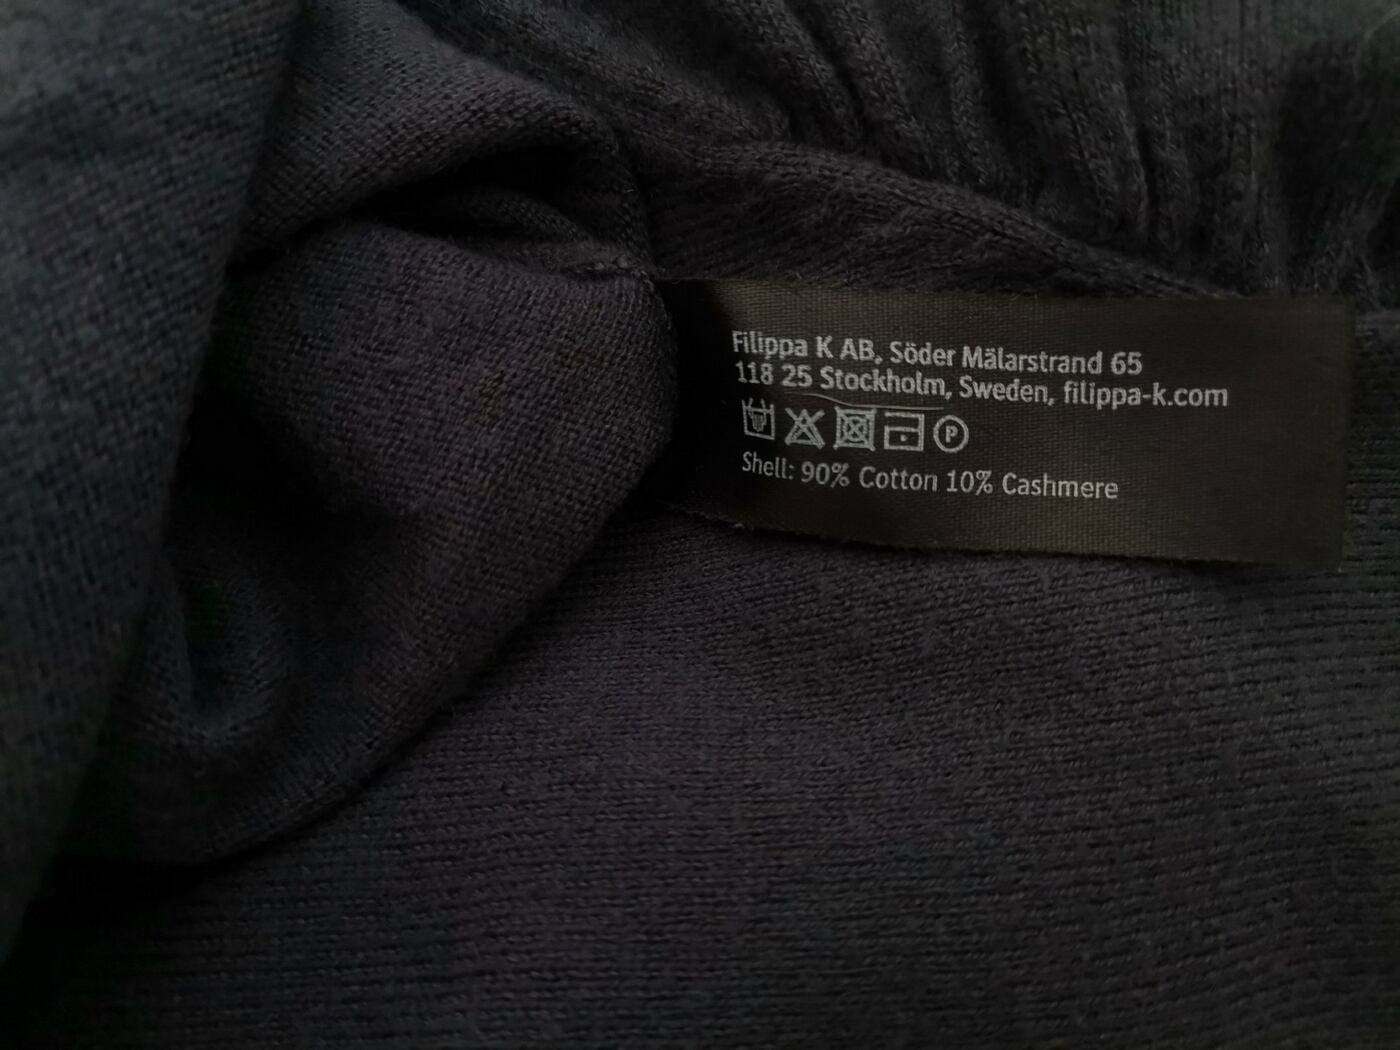 Filippa K AB, Söder Mälarstrand 65
118 25 Stockholm, Sweden, filippa-k.com
P
Shell: 90% Cotton 10% Cashmere